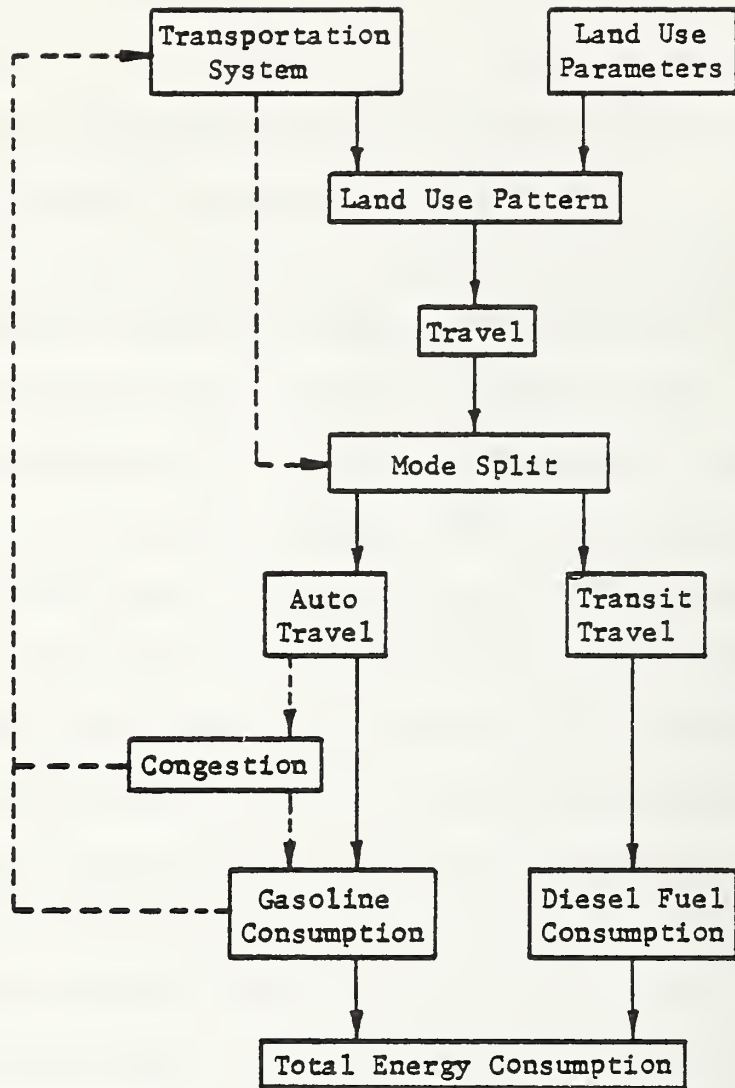 Transportation
System
Land Use
Parameters
Land Use Pattern
Travel
Mode Split
Auto
Travel
Transit
Travel
Congestion
Gasoline
Consumption
Diesel Fuel
Consumption
Total Energy Consumption